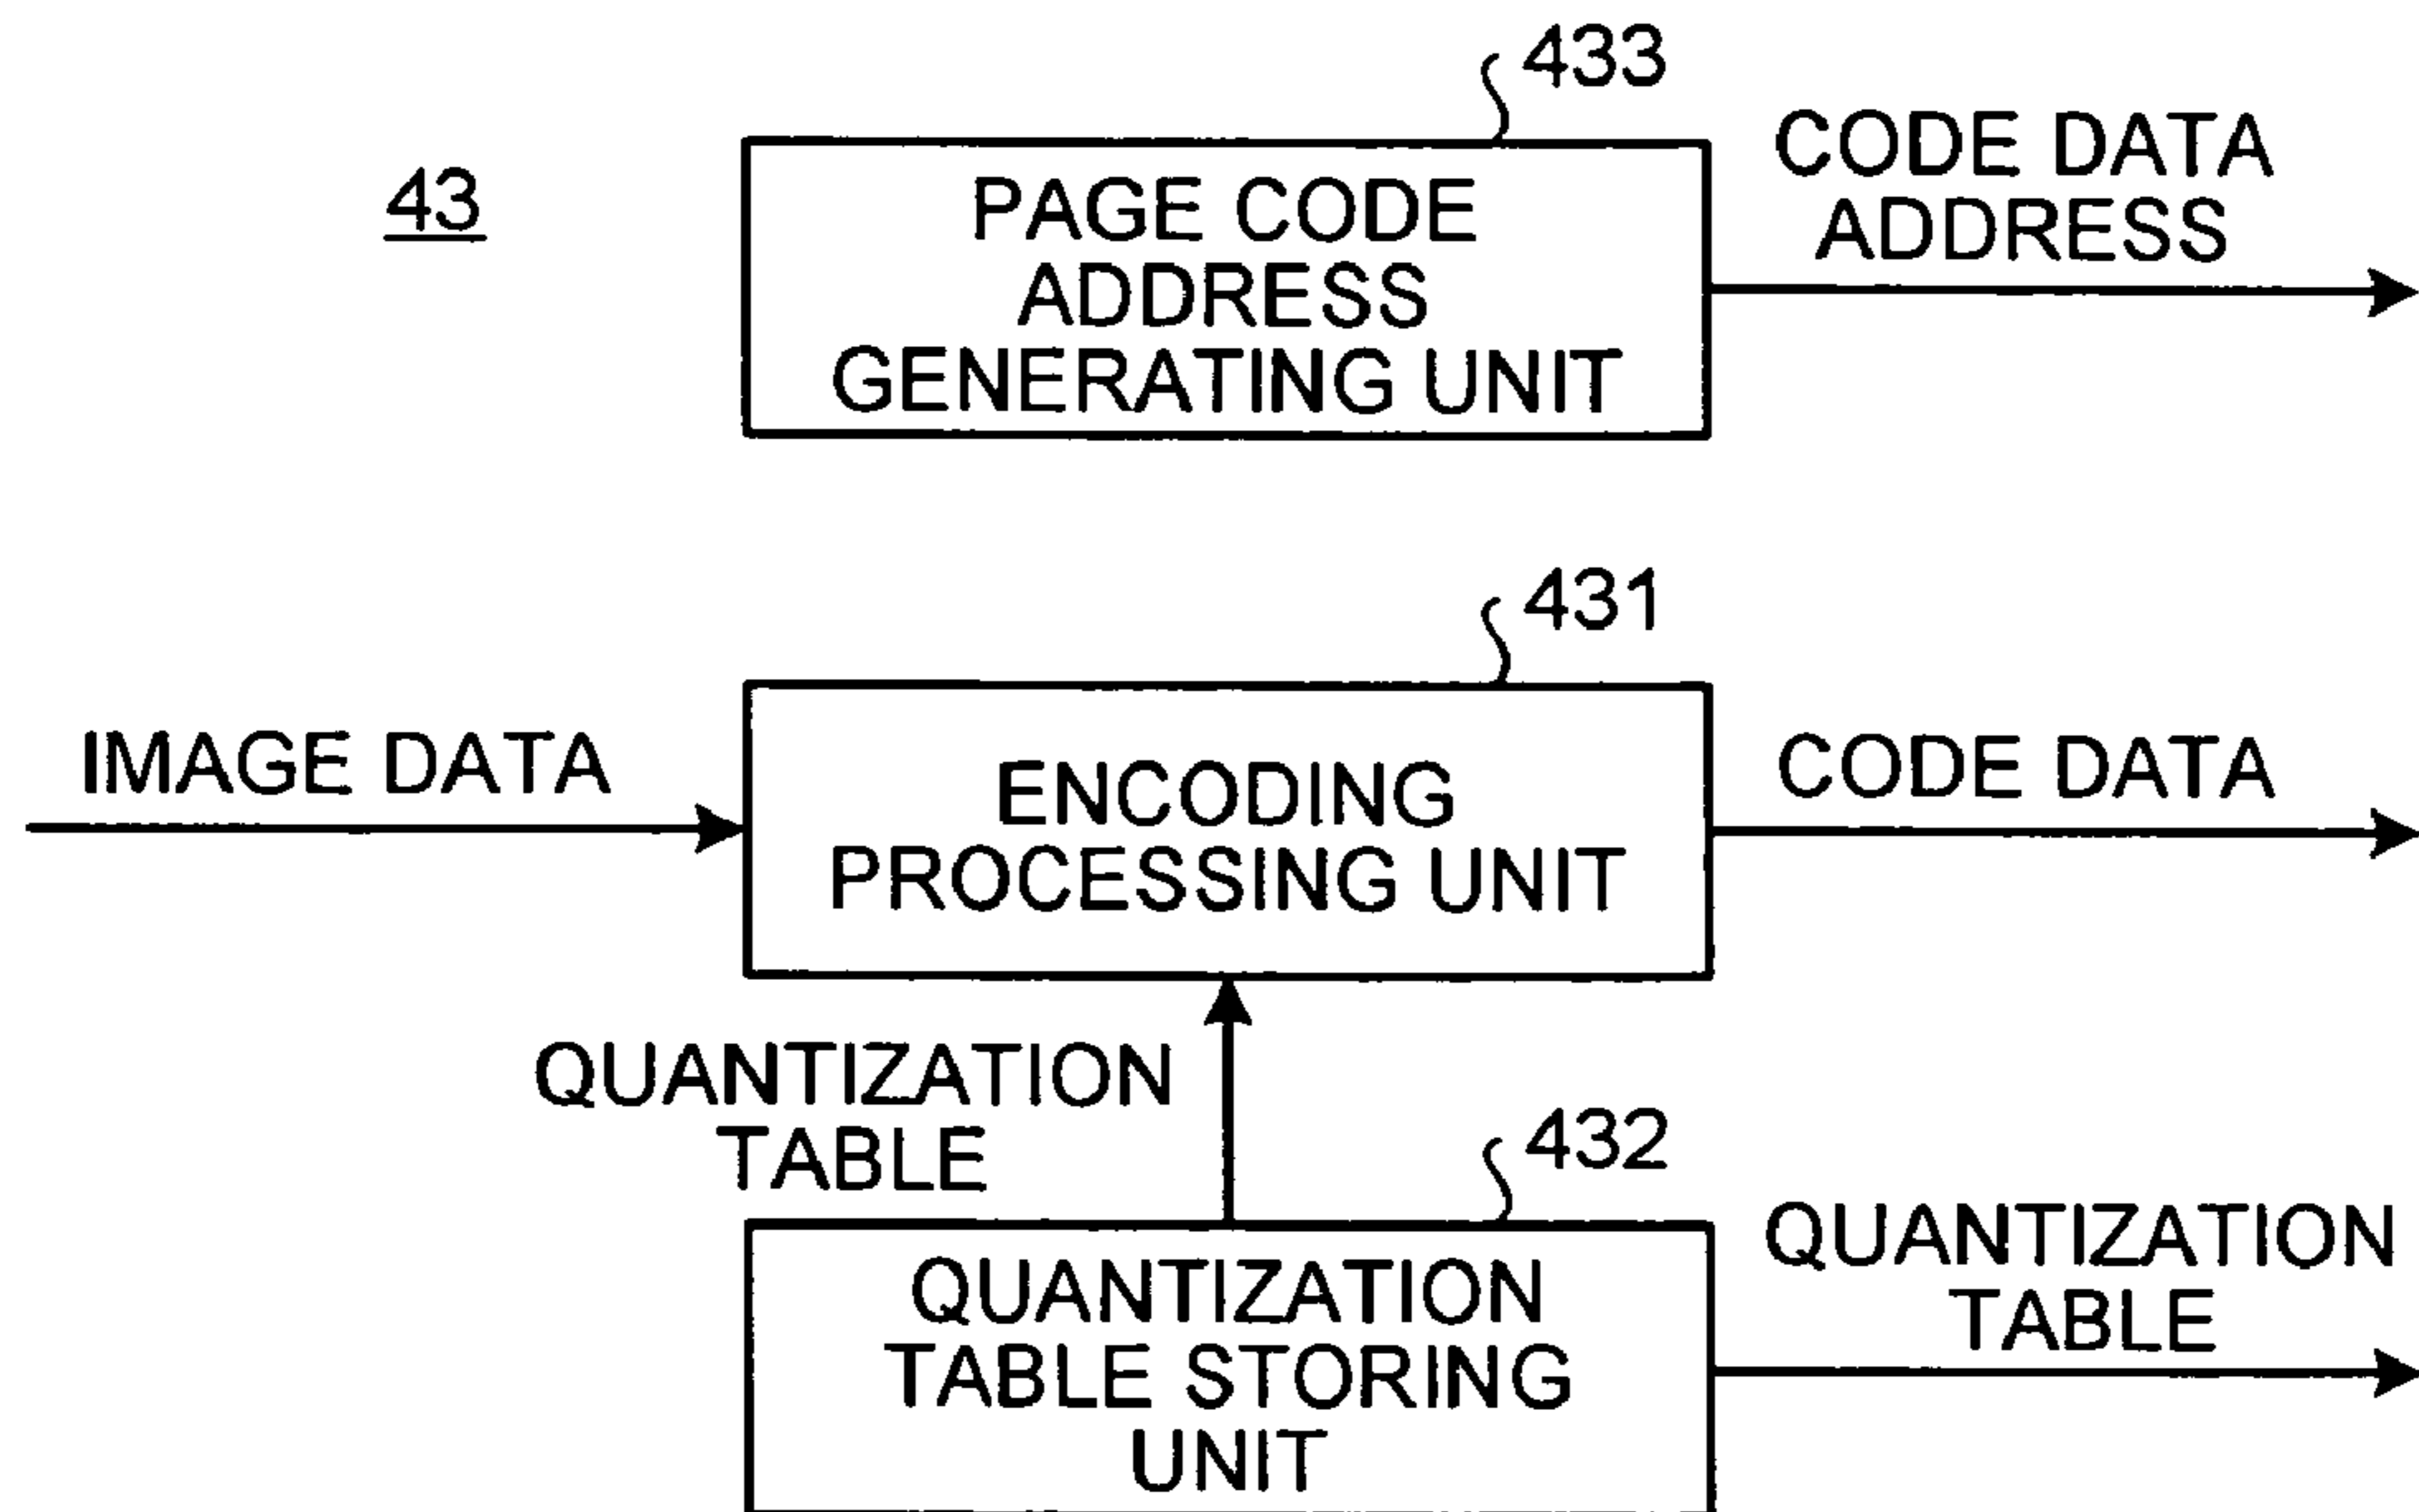 433
43
PAGE CODE
ADDRESS
GENERATING UNIT
CODE DATA
ADDRESS
431
IMAGE DATA
ENCODING
PROCESSING UNIT
CODE DATA
QUANTIZATION
TABLE
432
QUANTIZATION
TABLE STORING
UNIT
QUANTIZATION
TABLE